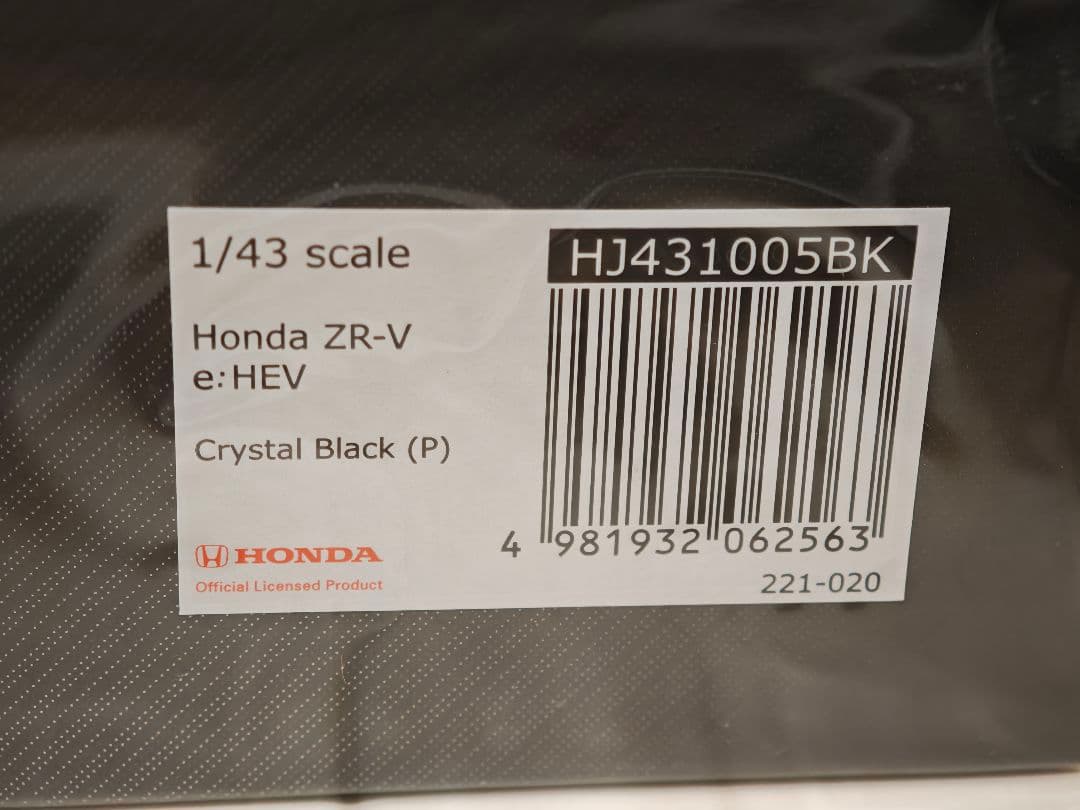 1/43 scale
HJ431005BK
Honda ZR-V
e:HEV
Crystal Black (P)
HONDA
Official Licensed Product
4 981932 062563
221-020